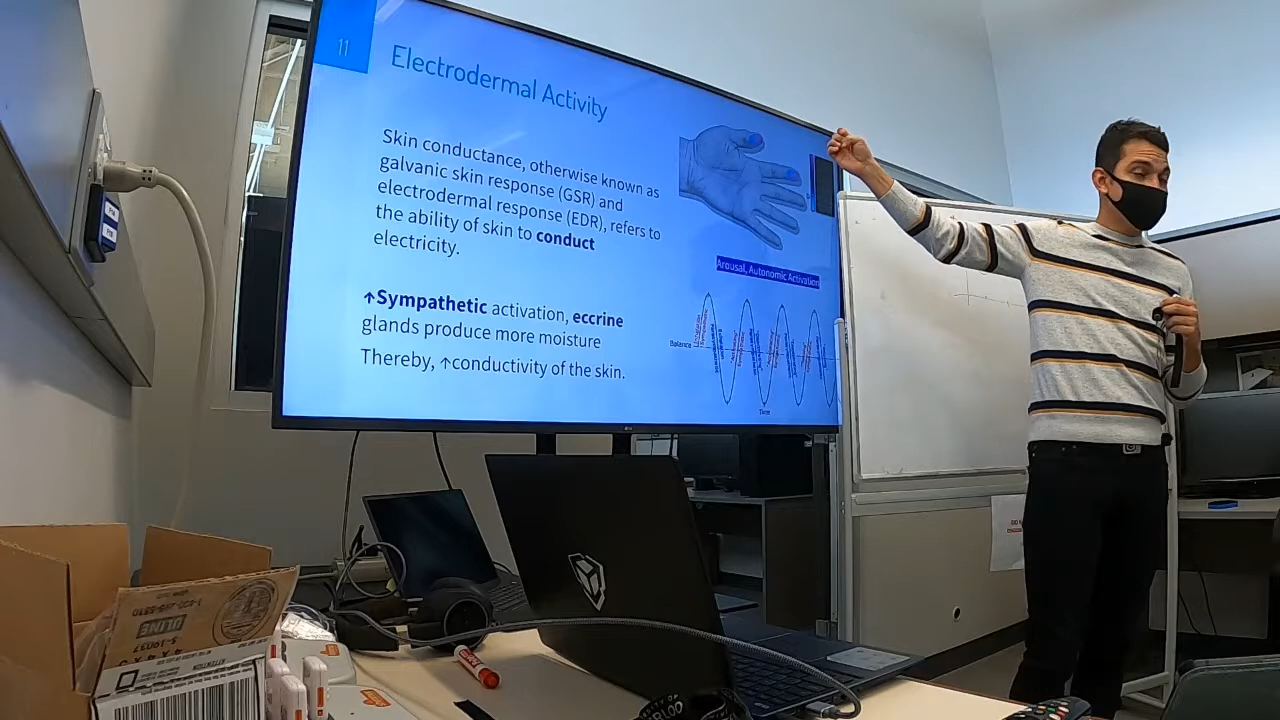 11
Electrodermal Activity
Skin conductance, otherwise known as
galvanic skin response (GSR) and
electrodermal response (EDR), refers to
the ability of skin to conduct
electricity.
↑Sympathetic activation, eccrine
glands produce more moisture
Thereby, ↑conductivity of the skin.
Arousal, Autonomic Activation
Balance
Time
ULINE
ATTENTION